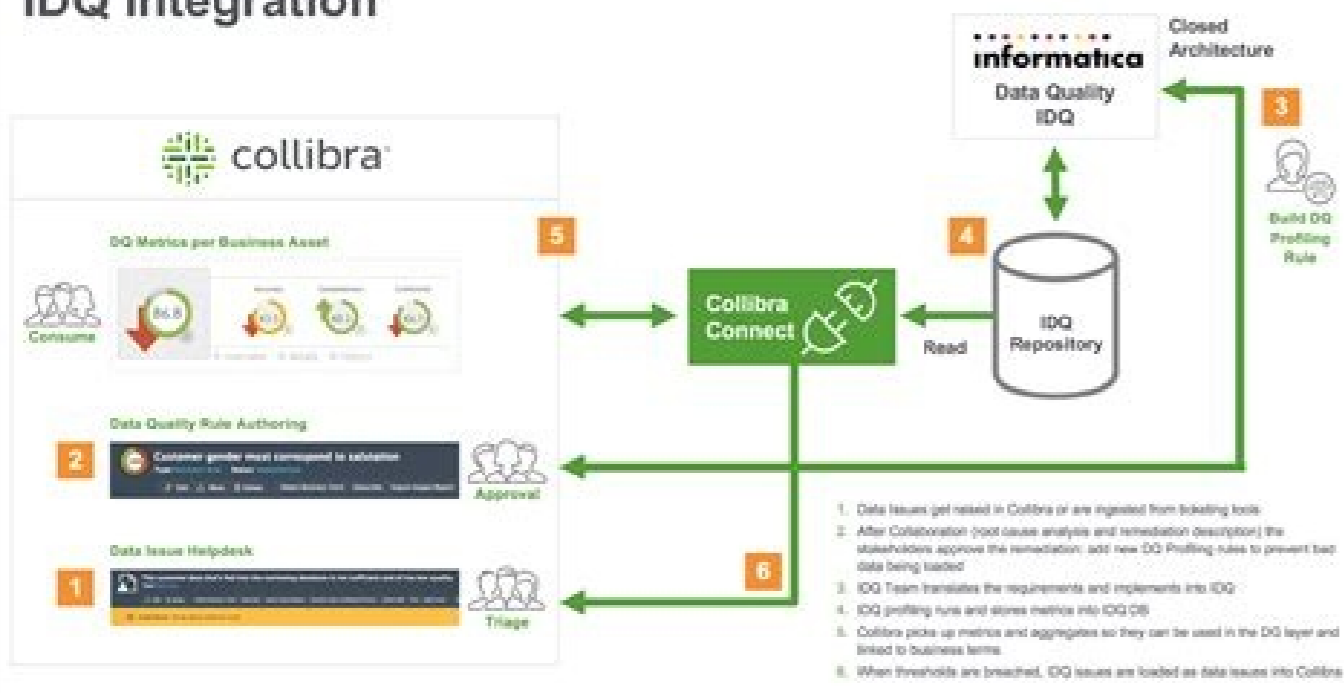 IDQ Integration
informatica
Data Quality
IDQ
Closed
Architecture
3
Build DQ
Profiling
Rule
collibra
DQ Metrics per Business Asset
5
4
86.8
Consume
Collibra
Connect
Read
IDQ
Repository
Data Quality Rule Authoring
2
Customer gender must correspond to salutation
Approval
Data Issue Helpdesk
1
6
Triage
1. Data Issues get raised in Collibra or are ingested from ticketing tools
2. After Collaboration (root cause analysis and remediation description) the
stakeholders approve the remediation: add new DQ Profiling rules to prevent bad
data being loaded
3. IDQ Team translates the requirements and implements into IDQ
4. IDQ profiling runs and stores metrics into IDQ DB
5. Collibra picks up metrics and aggregates so they can be used in the DG layer and
linked to business terms
6. When thresholds are breached, IDQ issues are loaded as data issues into Collibra